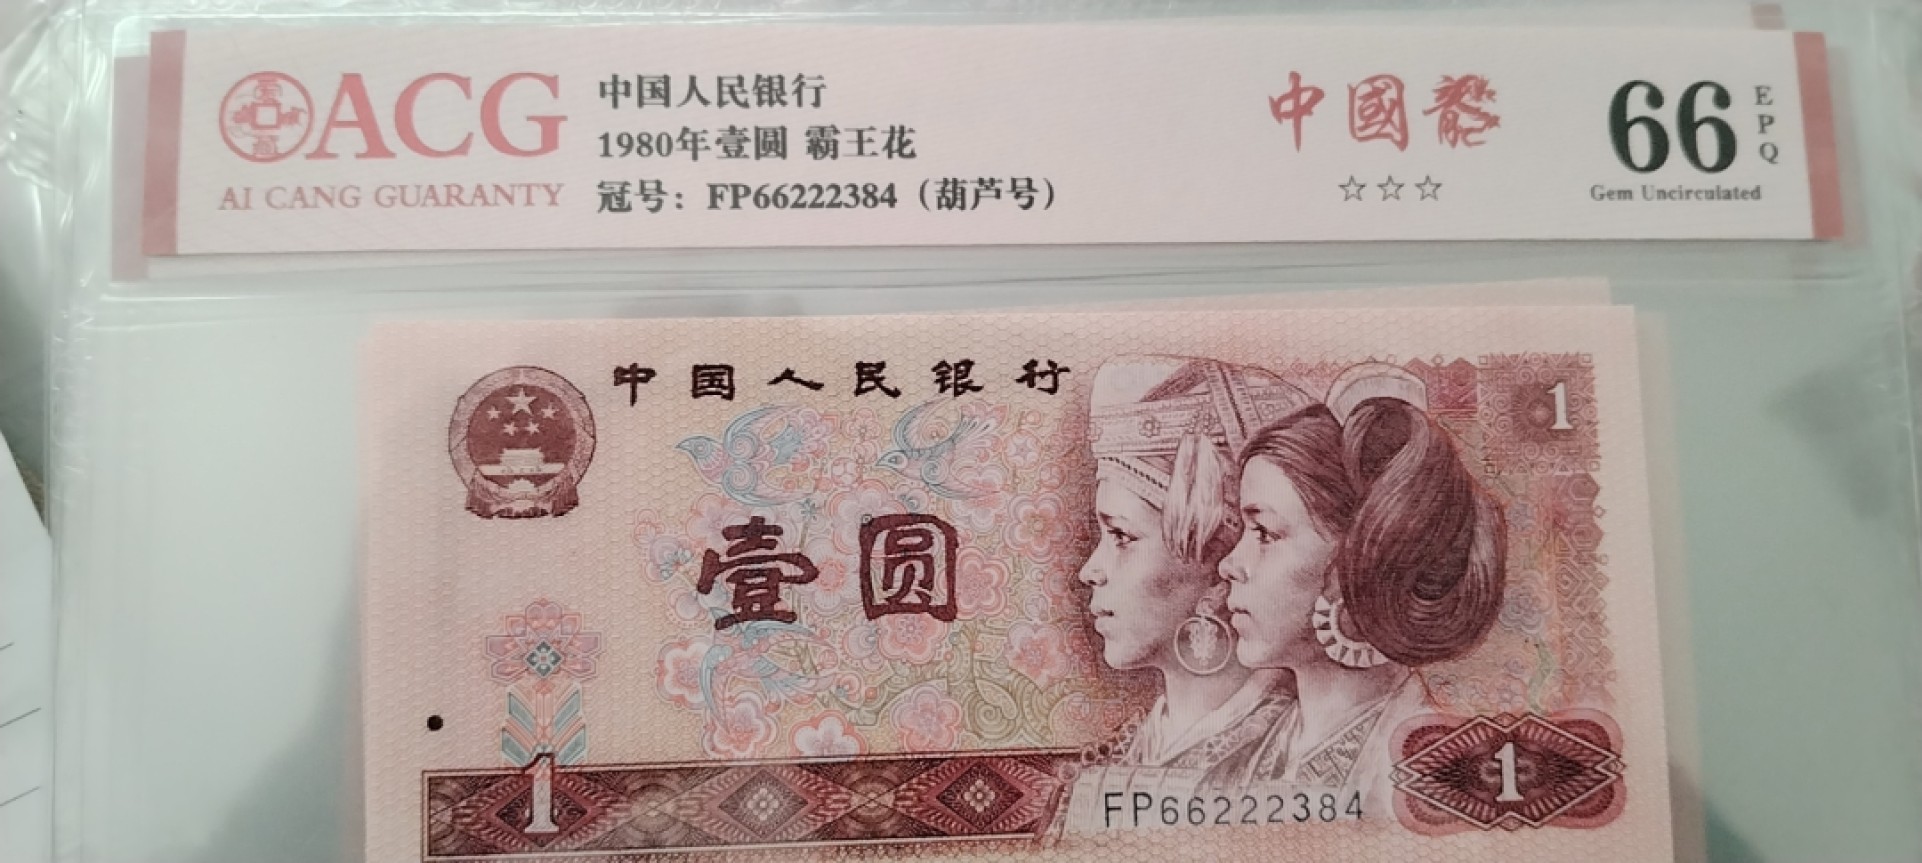 ACG
AI CANG GUARANTY
中国人民银行
1980年壹圆 霸王花
冠号：FP66222384（葫芦号）
中國龍
☆☆☆
66
EPQ
Gem Uncirculated
中国人民银行
1
壹圆
1
1
FP66222384